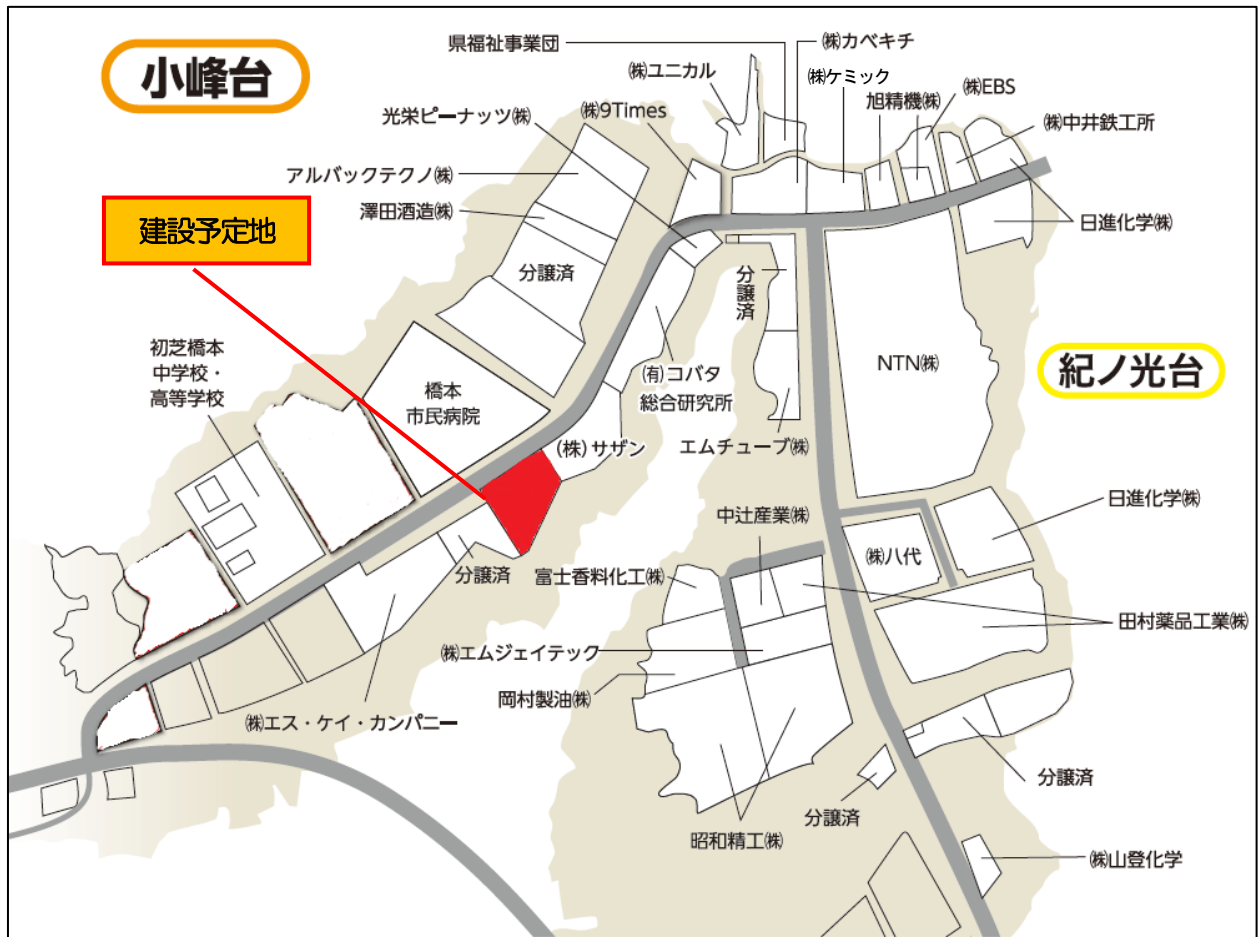 小峰台
県福祉事業団
㈱カベキチ
㈱ユニカル
㈱ケミック
旭精機㈱
㈱EBS
光栄ピーナッツ㈱
㈱9Times
㈱中井鉄工所
アルバックテクノ㈱
澤田酒造㈱
日進化学㈱
建設予定地
分譲済
分譲済
初芝橋本
中学校・
高等学校
橋本
市民病院
㈲コバタ
総合研究所
NTN㈱
紀ノ光台
(株)サザン
エムチューブ㈱
日進化学㈱
中辻産業㈱
㈱八代
分譲済
富士香料化工㈱
田村薬品工業㈱
㈱エムジェイテック
岡村製油㈱
㈱エス・ケイ・カンパニー
分譲済
分譲済
昭和精工㈱
㈱山登化学